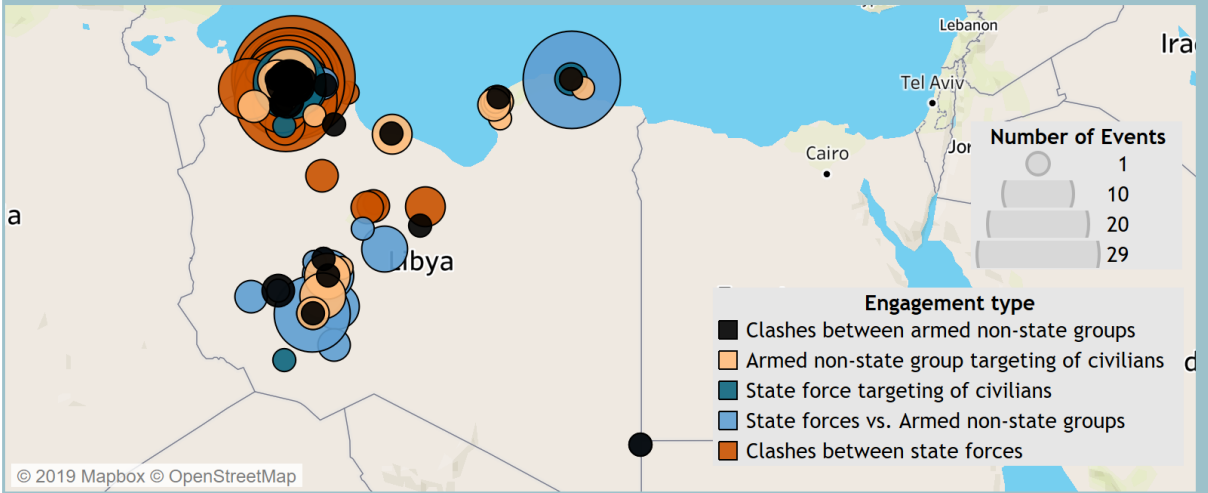 Lebanon
Ira
Tel Aviv
Number of Events
1
Cairo
Jor
10
a
20
29
Libya
Engagement type
Clashes between armed non-state groups
Armed non-state group targeting of civilians
d
State force targeting of civilians
State forces vs. Armed non-state groups
Clashes between state forces
© 2019 Mapbox © OpenStreetMap